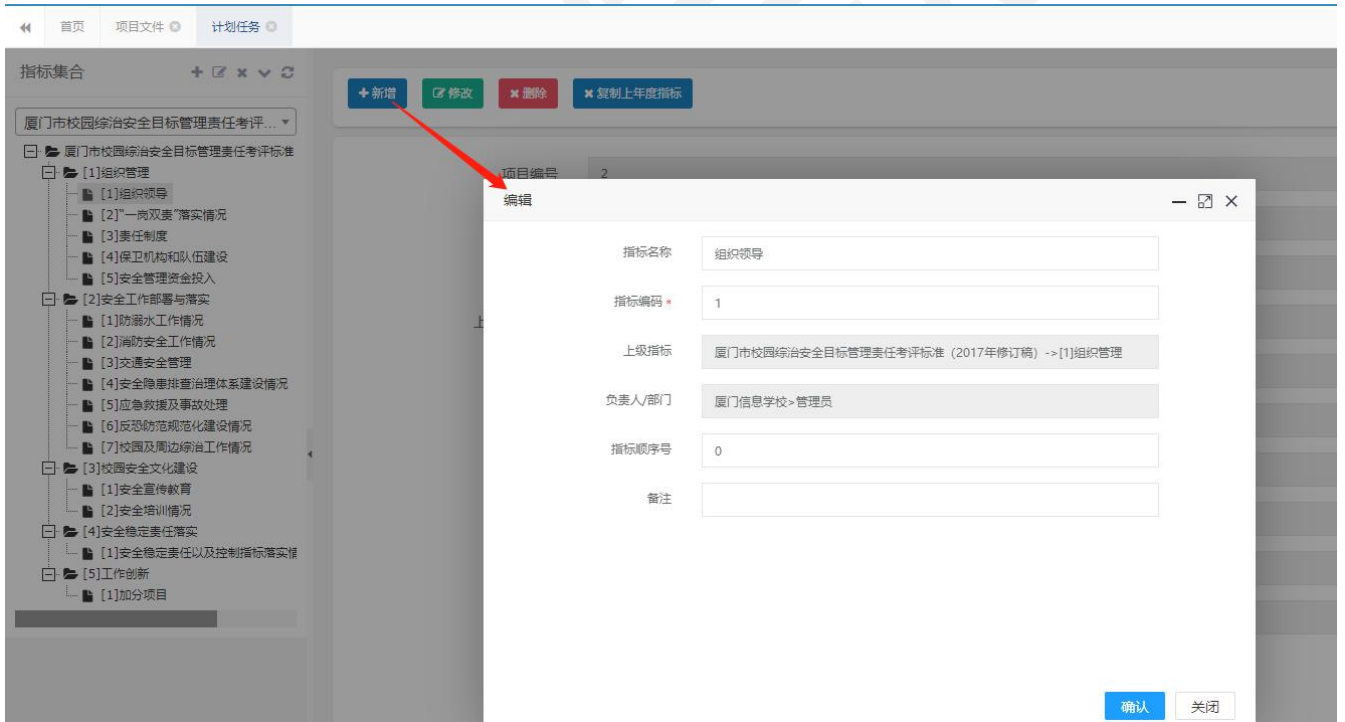 首页 项目文件 计划任务
指标集合
新增 修改 删除 复制上年度指标
厦门市校园综治安全目标管理责任考评...
厦门市校园综治安全目标管理责任考评标准
[1]组织管理
[1]组织领导
[2]"一岗双责"落实情况
[3]责任制度
[4]保卫机构和队伍建设
[5]安全管理资金投入
[2]安全工作部署与落实
[1]防溺水工作情况
[2]消防安全工作情况
[3]交通安全管理
[4]安全隐患排查治理体系建设情况
[5]应急救援及事故处理
[6]反恐防范规范化建设情况
[7]校园及周边综治工作情况
[3]校园安全文化建设
[1]安全宣传教育
[2]安全培训情况
[4]安全稳定责任落实
[1]安全稳定责任以及控制指标落实情
[5]工作创新
[1]加分项目
项目编号 2
上
编辑
指标名称 组织领导
指标编码 * 1
上级指标 厦门市校园综治安全目标管理责任考评标准（2017年修订稿）->[1]组织管理
负责人/部门 厦门信息学校>管理员
指标顺序号 0
备注
确认 关闭